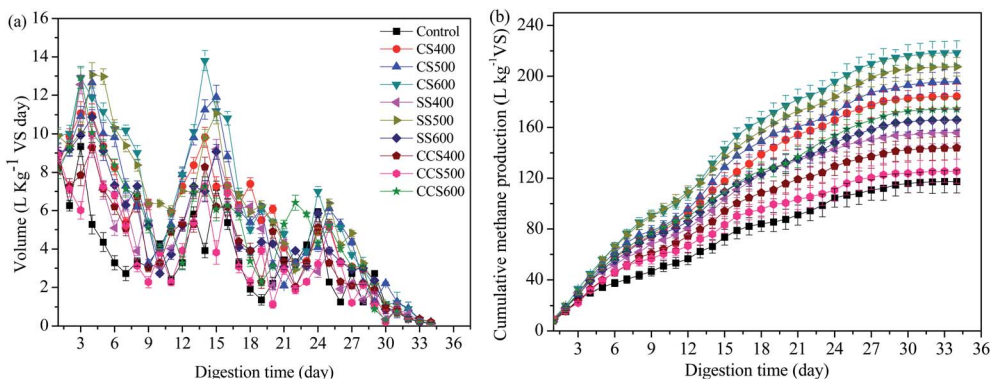 (a)
Volume (L Kg-1 VS day)
16
14
12
10
8
6
4
2
0
3 6 9 12 15 18 21 24 27 30 33 36
Digestion time (day)
Control
CS400
CS500
CS600
SS400
SS500
SS600
CCS400
CCS500
CCS600
(b)
Cumulative methane production (L kg-1VS)
240
200
160
120
80
40
0
3 6 9 12 15 18 21 24 27 30 33 36
Digestion time (day)